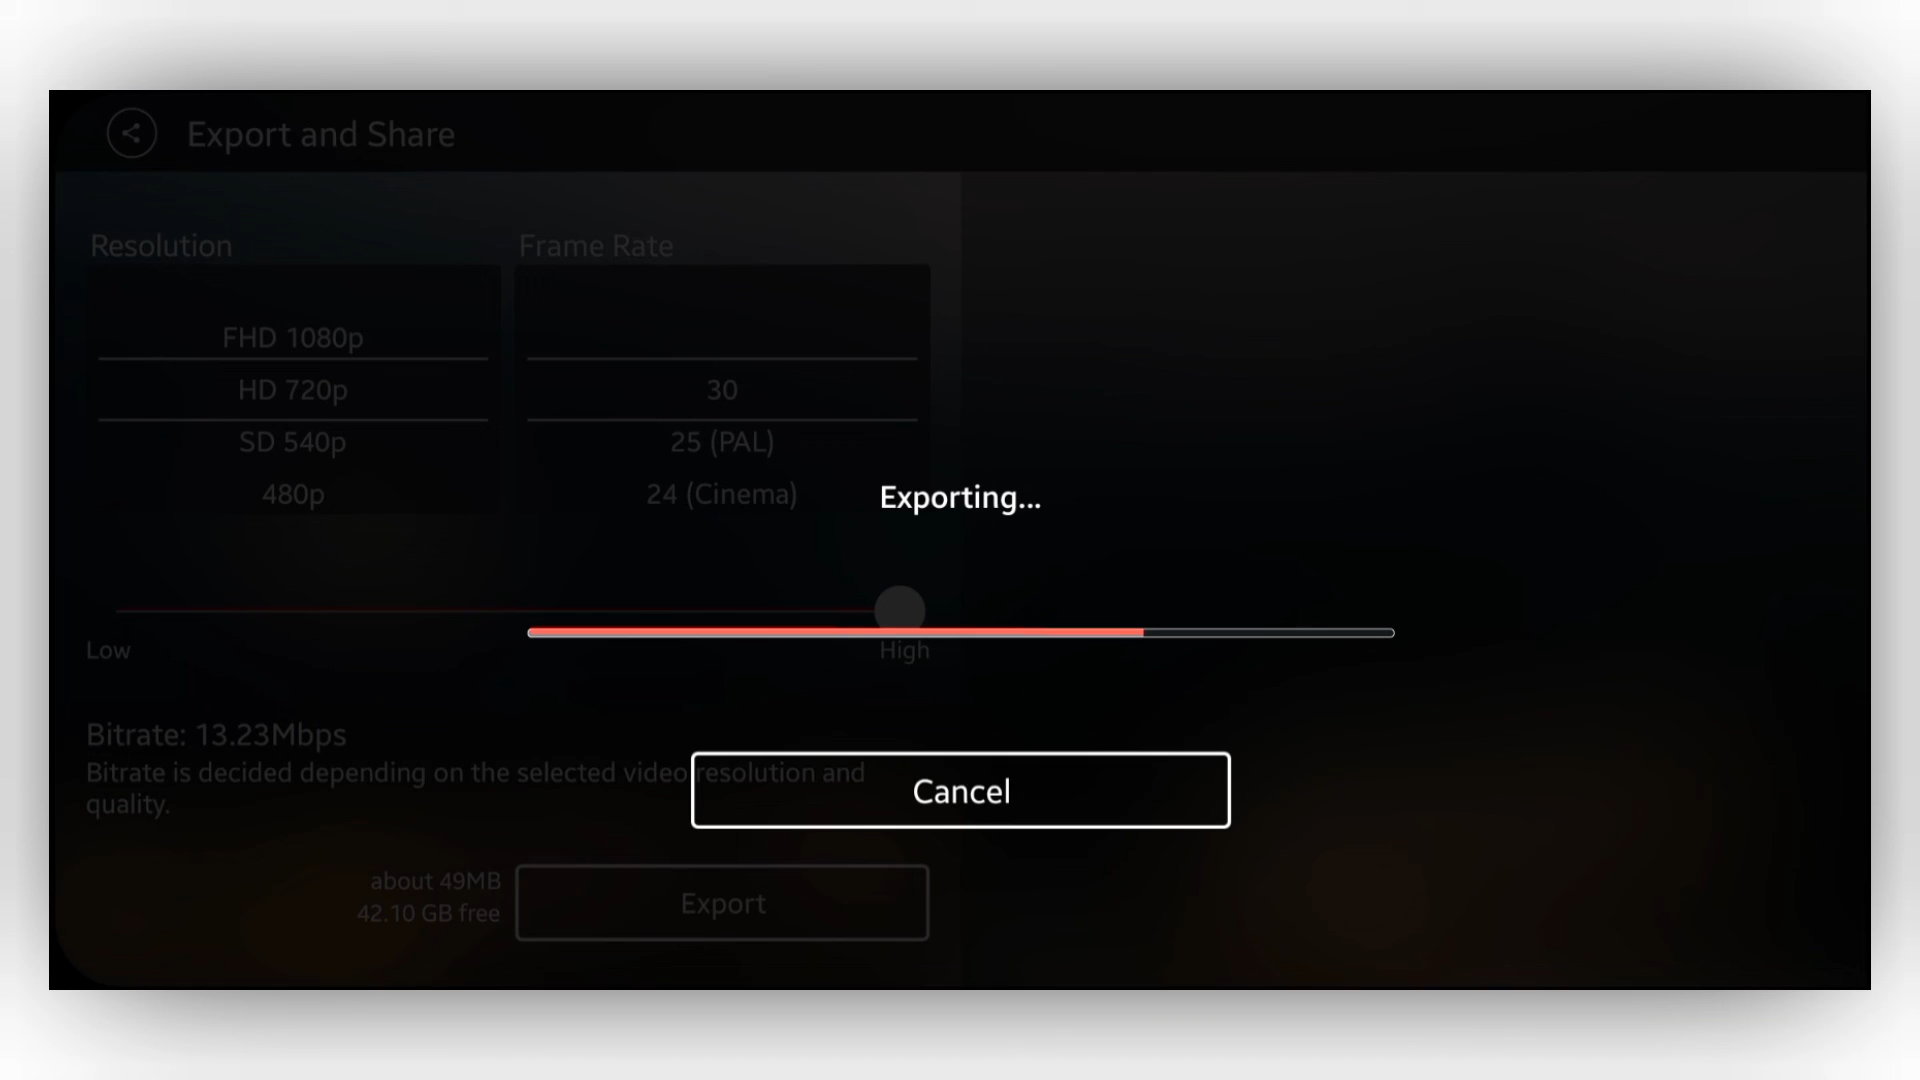 Export and Share
Resolution
Frame Rate
FHD 1080p
HD 720p
30
SD 540p
25 (PAL)
480p
24 (Cinema)
Exporting...
Low
High
Bitrate: 13.23Mbps
Bitrate is decided depending on the selected video resolution and
quality.
Cancel
about 49MB
42.10 GB free
Export